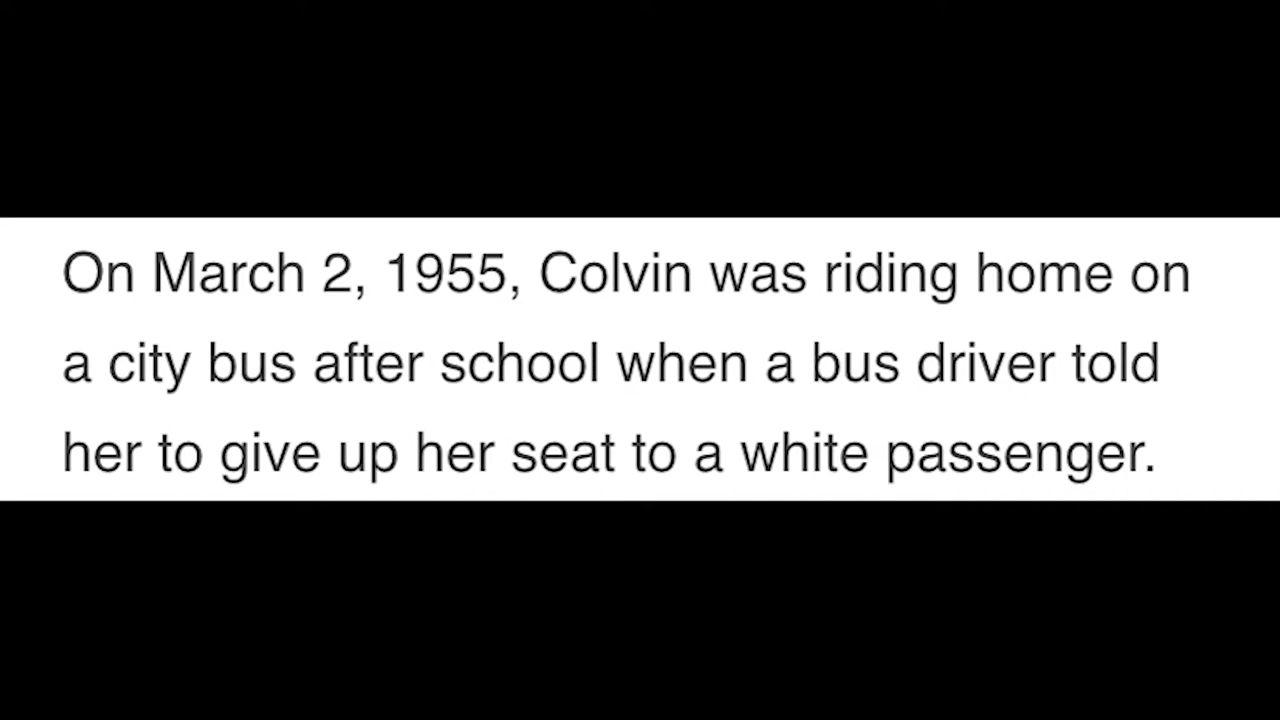 On March 2, 1955, Colvin was riding home on
a city bus after school when a bus driver told
her to give up her seat to a white passenger.